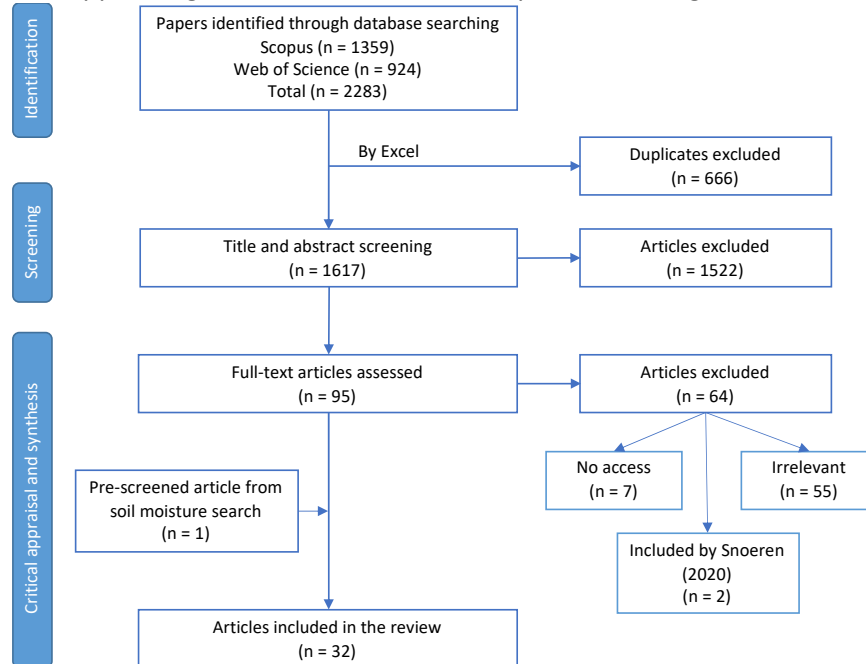 Identification
Papers identified through database searching
Scopus (n = 1359)
Web of Science (n = 924)
Total (n = 2283)
By Excel
Duplicates excluded
(n = 666)
Screening
Title and abstract screening
(n = 1617)
Articles excluded
(n = 1522)
Critical appraisal and synthesis
Full-text articles assessed
(n = 95)
Articles excluded
(n = 64)
No access
(n = 7)
Irrelevant
(n = 55)
Pre-screened article from
soil moisture search
(n = 1)
Included by Snoeren
(2020)
(n = 2)
Articles included in the review
(n = 32)